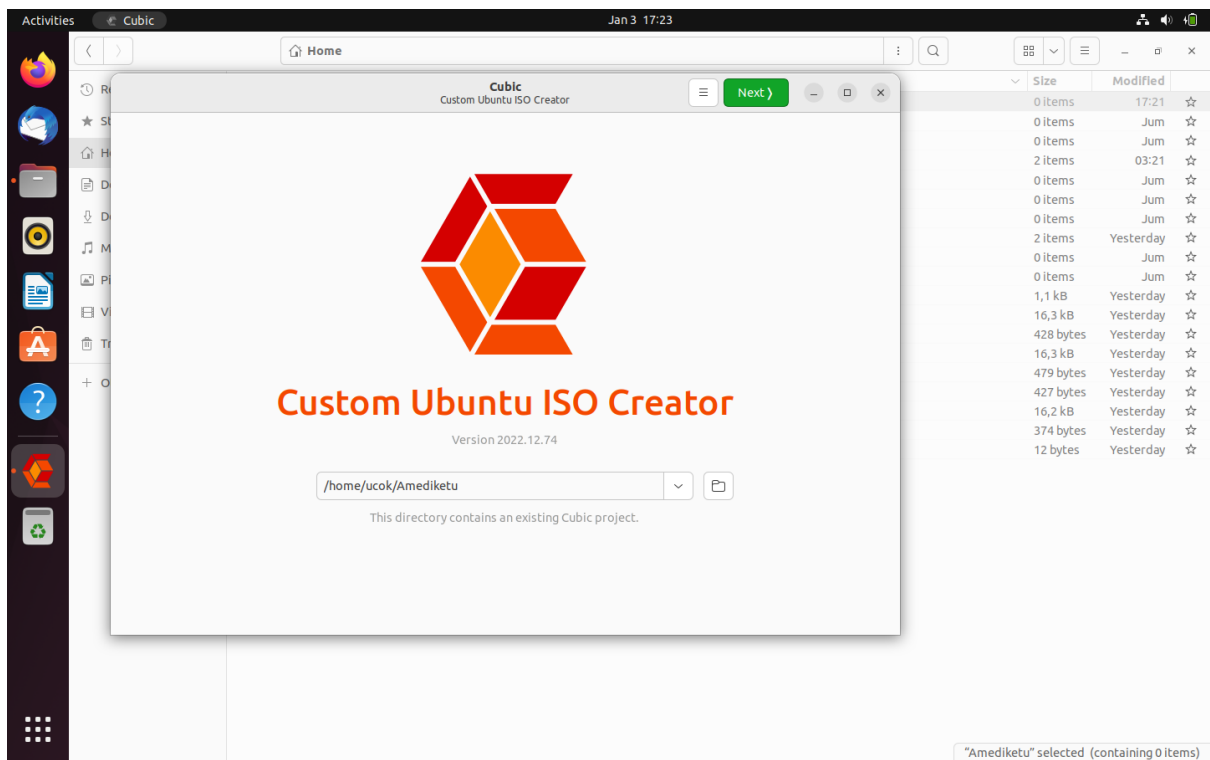 Activities
Cubic
Jan 3 17:23
Home
Size Modified
Cubic
Custom Ubuntu ISO Creator
Next ⟩
0 items 17:21
0 items Jum
0 items Jum
2 items 03:21
0 items Jum
0 items Jum
0 items Jum
2 items Yesterday
0 items Jum
0 items Jum
1,1 kB Yesterday
16,3 kB Yesterday
428 bytes Yesterday
16,3 kB Yesterday
479 bytes Yesterday
427 bytes Yesterday
16,2 kB Yesterday
374 bytes Yesterday
12 bytes Yesterday
Custom Ubuntu ISO Creator
Version 2022.12.74
/home/ucok/Amediketu
This directory contains an existing Cubic project.
"Amediketu" selected (containing 0 items)